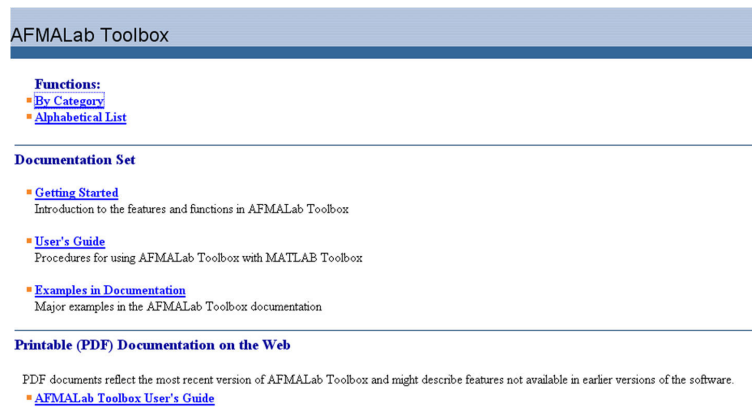 AFMALab Toolbox
Functions:
By Category
Alphabetical List
Documentation Set
Getting Started
Introduction to the features and functions in AFMALab Toolbox
User's Guide
Procedures for using AFMALab Toolbox with MATLAB Toolbox
Examples in Documentation
Major examples in the AFMALab Toolbox documentation
Printable (PDF) Documentation on the Web
PDF documents reflect the most recent version of AFMALab Toolbox and might describe features not available in earlier versions of the software.
AFMALab Toolbox User's Guide